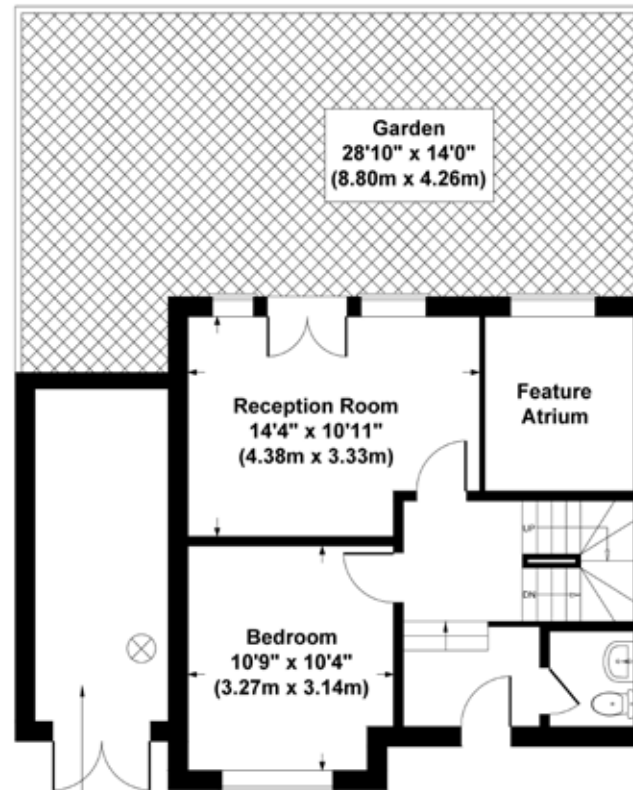 Garden
28'10" x 14'0"
(8.80m x 4.26m)
Reception Room
14'4" x 10'11"
(4.38m x 3.33m)
Feature
Atrium
UP
DN
Bedroom
10'9" x 10'4"
(3.27m x 3.14m)